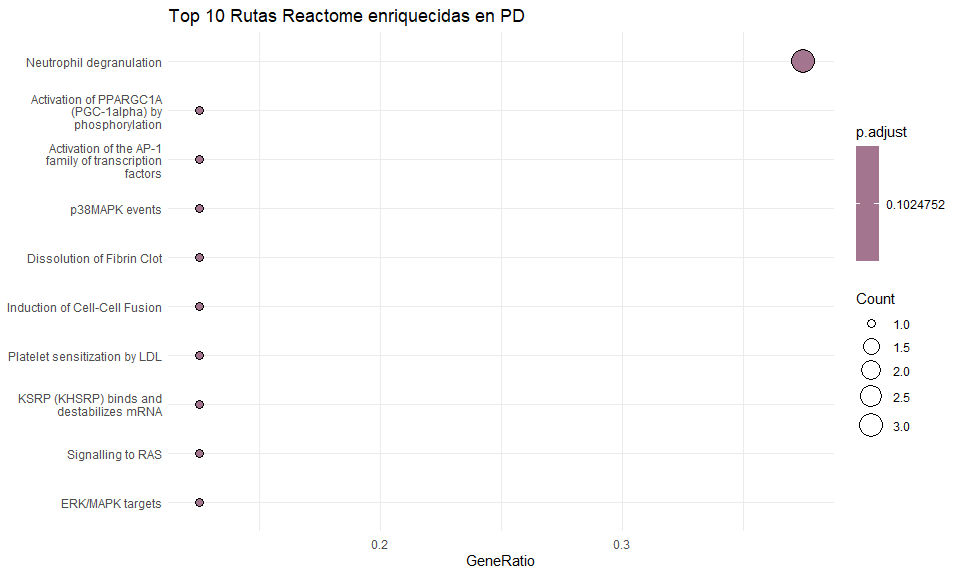 Top 10 Rutas Reactome enriquecidas en PD
Neutrophil degranulation
Activation of PPARGC1A
(PGC-1alpha) by
phosphorylation
Activation of the AP-1
family of transcription
factors
p38MAPK events
Dissolution of Fibrin Clot
Induction of Cell-Cell Fusion
Platelet sensitization by LDL
KSRP (KHSRP) binds and
destabilizes mRNA
Signalling to RAS
ERK/MAPK targets
0.2
0.3
GeneRatio
p.adjust
0.1024752
Count
1.0
1.5
2.0
2.5
3.0